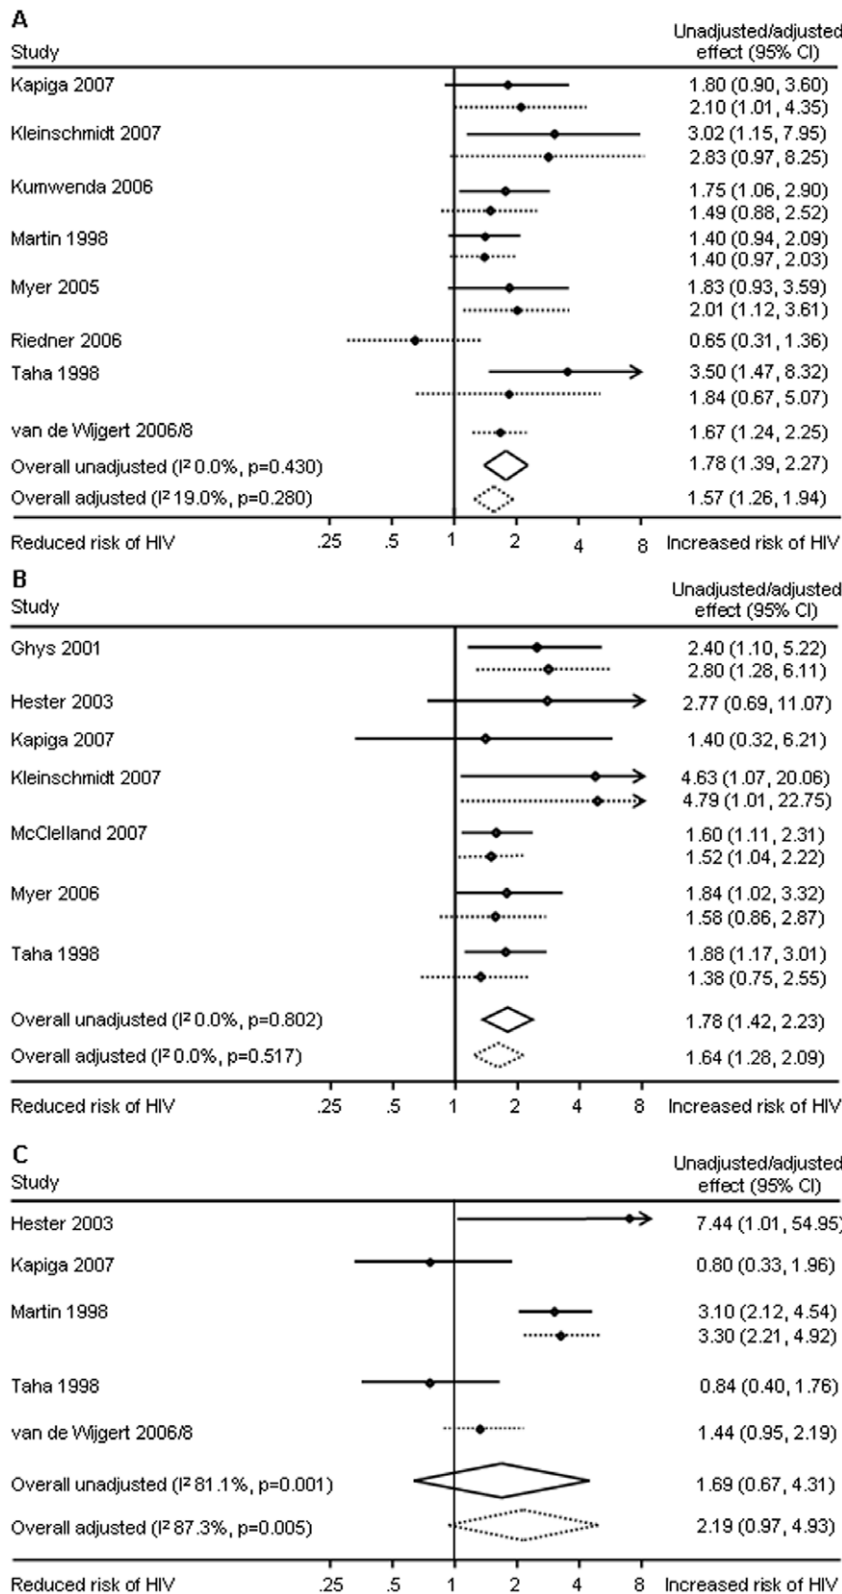 A
Unadjusted/adjusted
Study effect (95% CI)
Kapiga 2007 1.80 (0.90, 3.60)
2.10 (1.01, 4.35)
Kleinschmidt 2007 3.02 (1.15, 7.95)
2.83 (0.97, 8.25)
Kumwenda 2006 1.75 (1.06, 2.90)
1.49 (0.88, 2.52)
Martin 1998 1.40 (0.94, 2.09)
1.40 (0.97, 2.03)
Myer 2005 1.83 (0.93, 3.59)
2.01 (1.12, 3.61)
Riedner 2006 0.65 (0.31, 1.36)
Taha 1998 3.50 (1.47, 8.32)
1.84 (0.67, 5.07)
van de Wijgert 2006/8 1.67 (1.24, 2.25)
Overall unadjusted (I² 0.0%, p=0.430) 1.78 (1.39, 2.27)
Overall adjusted (I² 19.0%, p=0.280) 1.57 (1.26, 1.94)
Reduced risk of HIV .25 .5 1 2 4 8 Increased risk of HIV
B
Unadjusted/adjusted
Study effect (95% CI)
Ghys 2001 2.40 (1.10, 5.22)
2.80 (1.28, 6.11)
Hester 2003 2.77 (0.69, 11.07)
Kapiga 2007 1.40 (0.32, 6.21)
Kleinschmidt 2007 4.63 (1.07, 20.06)
4.79 (1.01, 22.75)
McClelland 2007 1.60 (1.11, 2.31)
1.52 (1.04, 2.22)
Myer 2006 1.84 (1.02, 3.32)
1.58 (0.86, 2.87)
Taha 1998 1.88 (1.17, 3.01)
1.38 (0.75, 2.55)
Overall unadjusted (I² 0.0%, p=0.802) 1.78 (1.42, 2.23)
Overall adjusted (I² 0.0%, p=0.517) 1.64 (1.28, 2.09)
Reduced risk of HIV .25 .5 1 2 4 8 Increased risk of HIV
C
Unadjusted/adjusted
Study effect (95% CI)
Hester 2003 7.44 (1.01, 54.95)
Kapiga 2007 0.80 (0.33, 1.96)
Martin 1998 3.10 (2.12, 4.54)
3.30 (2.21, 4.92)
Taha 1998 0.84 (0.40, 1.76)
van de Wijgert 2006/8 1.44 (0.95, 2.19)
Overall unadjusted (I² 81.1%, p=0.001) 1.69 (0.67, 4.31)
Overall adjusted (I² 87.3%, p=0.005) 2.19 (0.97, 4.93)
Reduced risk of HIV .25 .5 1 2 4 8 Increased risk of HIV